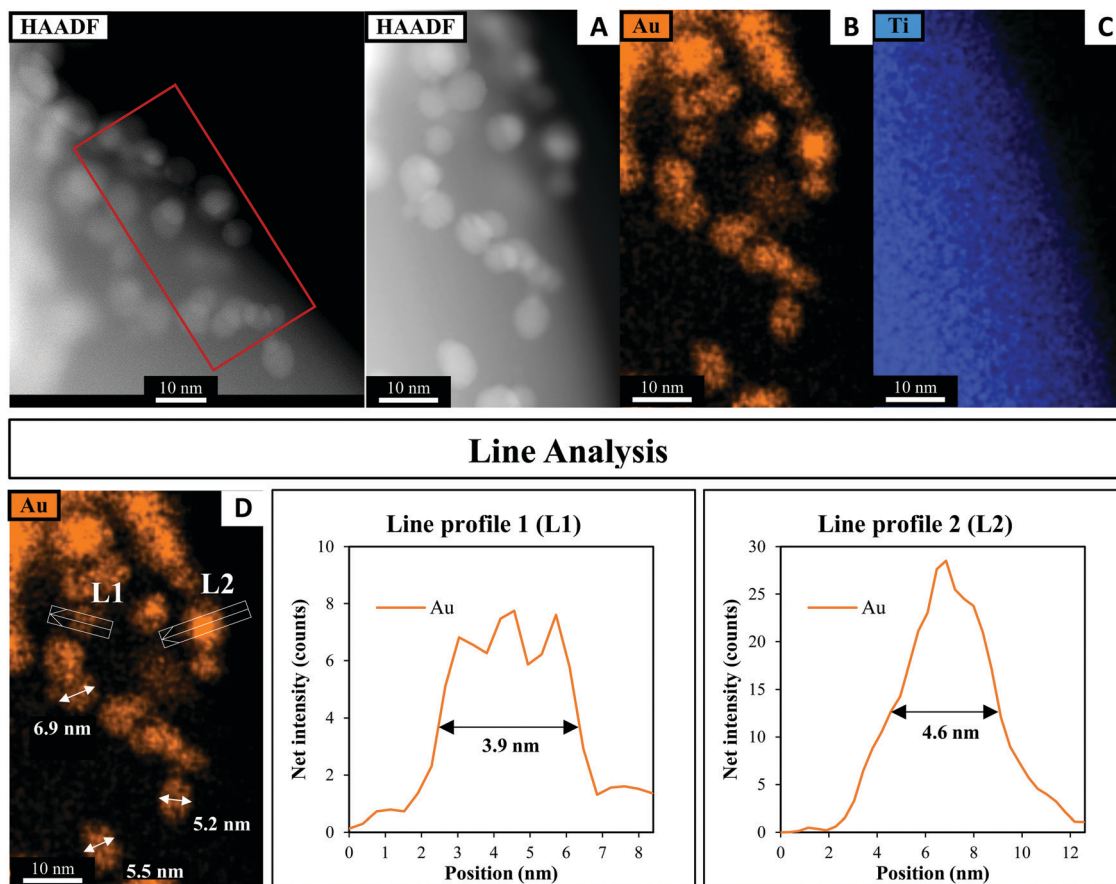 HAADF
10 nm
HAADF
A
10 nm
Au
B
10 nm
Ti
C
10 nm
Line Analysis
Au
D
L1
L2
6.9 nm
5.2 nm
5.5 nm
10 nm
Line profile 1 (L1)
Net intensity (counts)
10
8
6
4
2
0
Au
3.9 nm
0 1 2 3 4 5 6 7 8
Position (nm)
Line profile 2 (L2)
Net intensity (counts)
30
25
20
15
10
5
0
Au
4.6 nm
0 2 4 6 8 10 12
Position (nm)